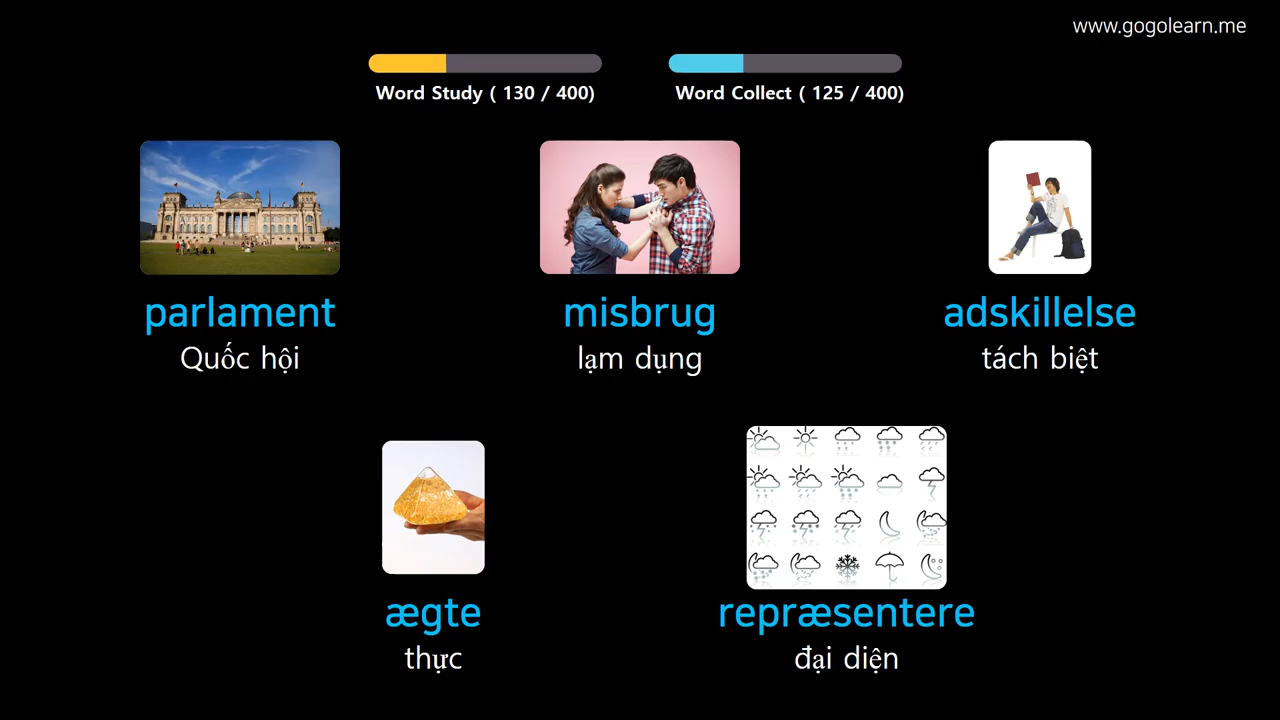 www.gogolearn.me
Word Study ( 130 / 400)
Word Collect ( 125 / 400)
parlament
Quốc hội
misbrug
lạm dụng
adskillelse
tách biệt
ægte
thực
repræsentere
đại diện